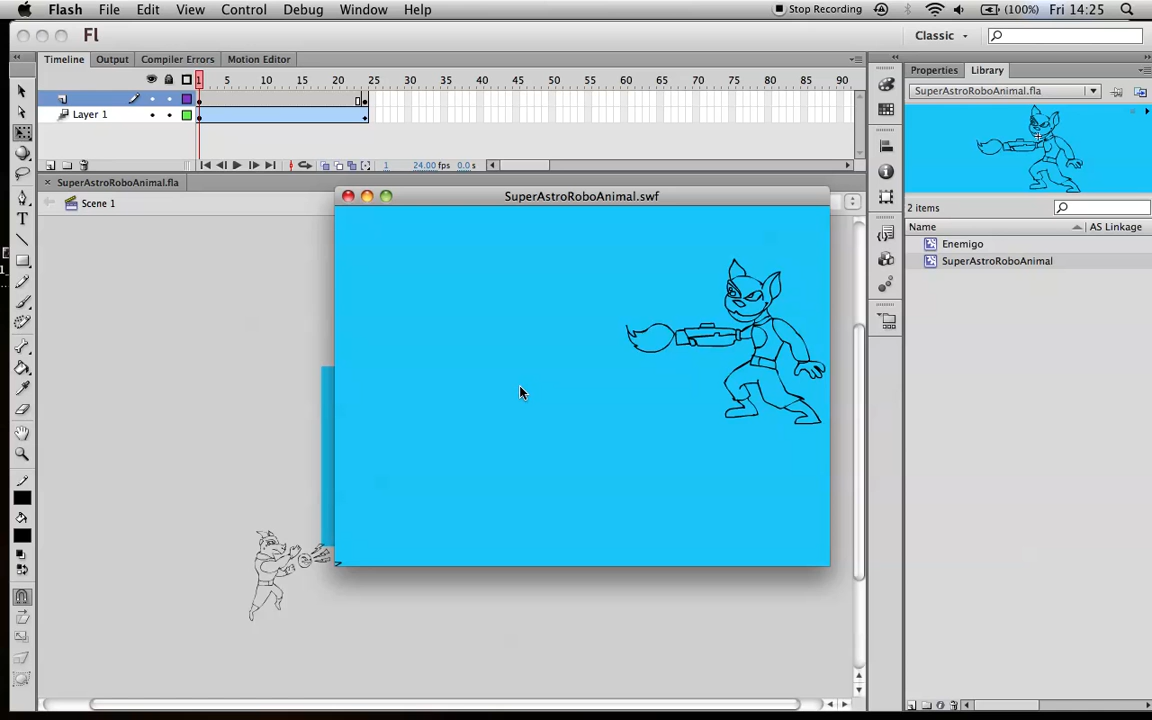 Flash File Edit View Control Debug Window Help Stop Recording (100%) Fri 14:25
Fl Classic
Timeline Output Compiler Errors Motion Editor
Properties Library
1 5 10 15 20 25 30 35 40 45 50 55 60 65 70 75 80 85 90
SuperAstroRoboAnimal.fla
Layer 1
1 24.00 fps 0.0 s
SuperAstroRoboAnimal.fla
Scene 1
SuperAstroRoboAnimal.swf
2 items
Name AS Linkage
Enemigo
SuperAstroRoboAnimal